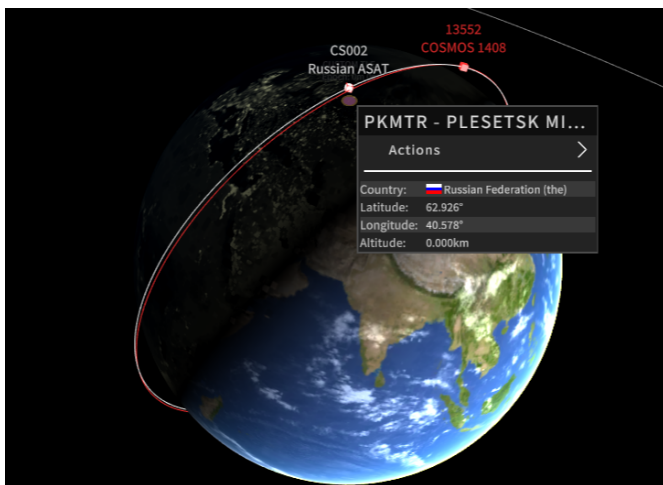 13552
COSMOS 1408
CS002
Russian ASAT
PKMTR - PLESETSK MI...
Actions
Country: Russian Federation (the)
Latitude: 62.926°
Longitude: 40.578°
Altitude: 0.000km